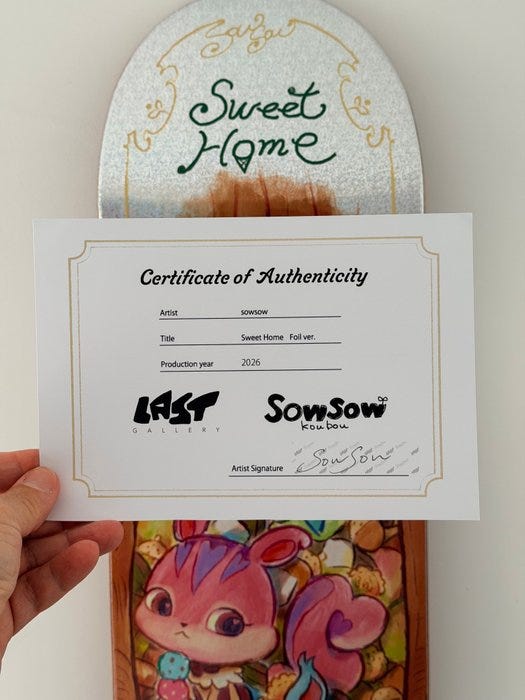 SowSow
Sweet
Home
Certificate of Authenticity
Artist sowsow
Title Sweet Home Foil ver.
Production year 2026
LAST
GALLERY
SowSow
koubou
Artist Signature SowSow